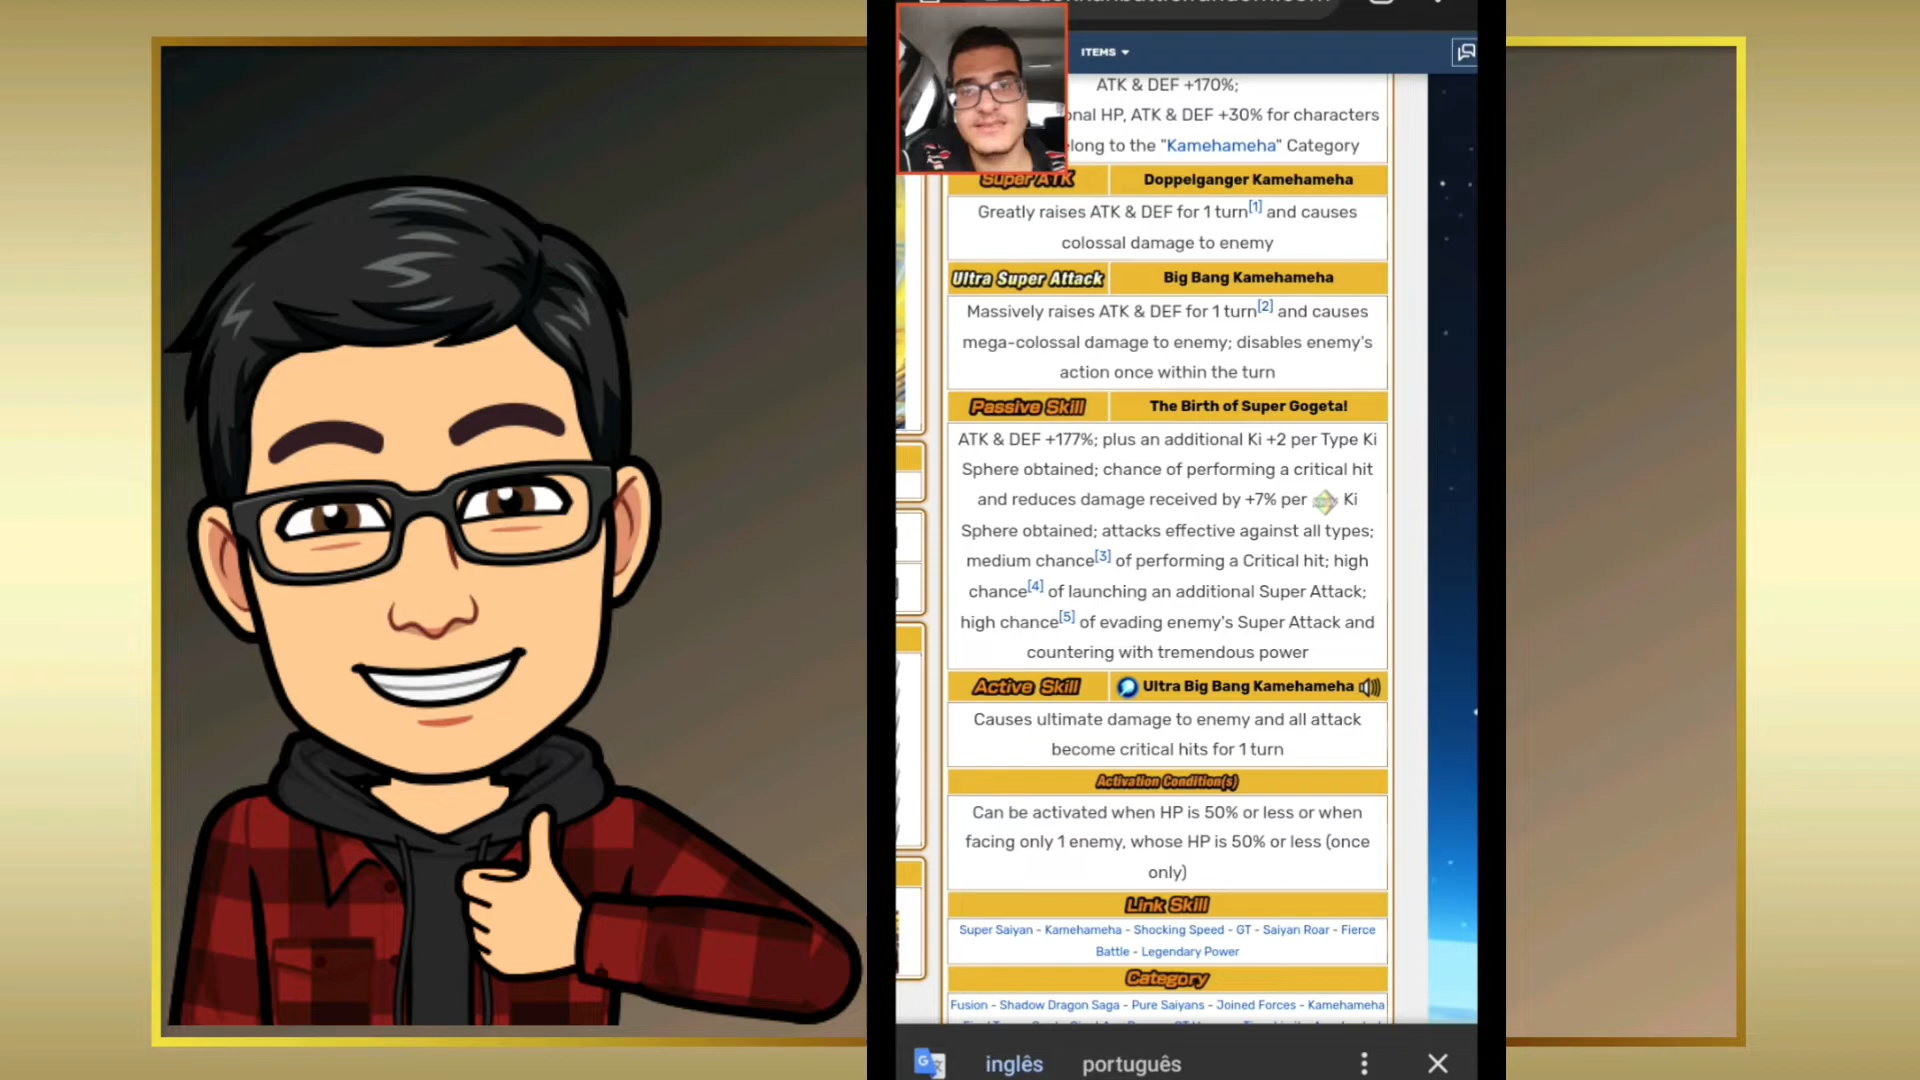 ITEMS
ATK & DEF +170%;
onal HP, ATK & DEF +30% for characters
long to the "Kamehameha" Category
Super ATK
Doppelganger Kamehameha
Greatly raises ATK & DEF for 1 turn[1] and causes
colossal damage to enemy
Ultra Super Attack
Big Bang Kamehameha
Massively raises ATK & DEF for 1 turn[2] and causes
mega-colossal damage to enemy; disables enemy's
action once within the turn
Passive Skill
The Birth of Super Gogeta!
ATK & DEF +177%; plus an additional Ki +2 per Type Ki
Sphere obtained; chance of performing a critical hit
and reduces damage received by +7% per Ki
Sphere obtained; attacks effective against all types;
medium chance[3] of performing a Critical hit; high
chance[4] of launching an additional Super Attack;
high chance[5] of evading enemy's Super Attack and
countering with tremendous power
Active Skill
Ultra Big Bang Kamehameha
Causes ultimate damage to enemy and all attack
become critical hits for 1 turn
Activation Condition(s)
Can be activated when HP is 50% or less or when
facing only 1 enemy, whose HP is 50% or less (once
only)
Link Skill
Super Saiyan - Kamehameha - Shocking Speed - GT - Saiyan Roar - Fierce
Battle - Legendary Power
Category
Fusion - Shadow Dragon Saga - Pure Saiyans - Joined Forces - Kamehameha
inglês
português